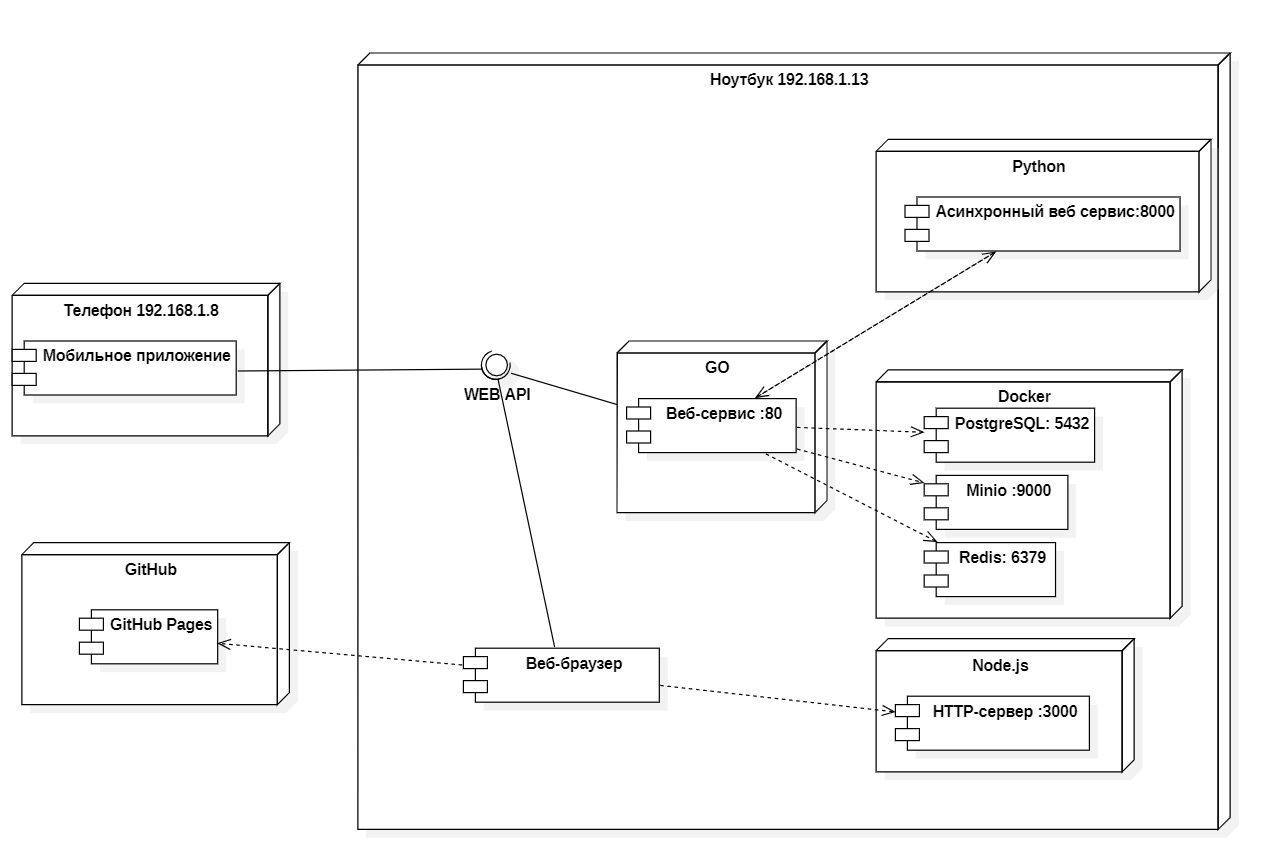 Ноутбук 192.168.1.13
Python
Асинхронный веб сервис:8000
Телефон 192.168.1.8
Мобильное приложение
WEB API
GO
Веб-сервис :80
Docker
PostgreSQL: 5432
Minio :9000
Redis: 6379
GitHub
GitHub Pages
Веб-браузер
Node.js
HTTP-сервер :3000